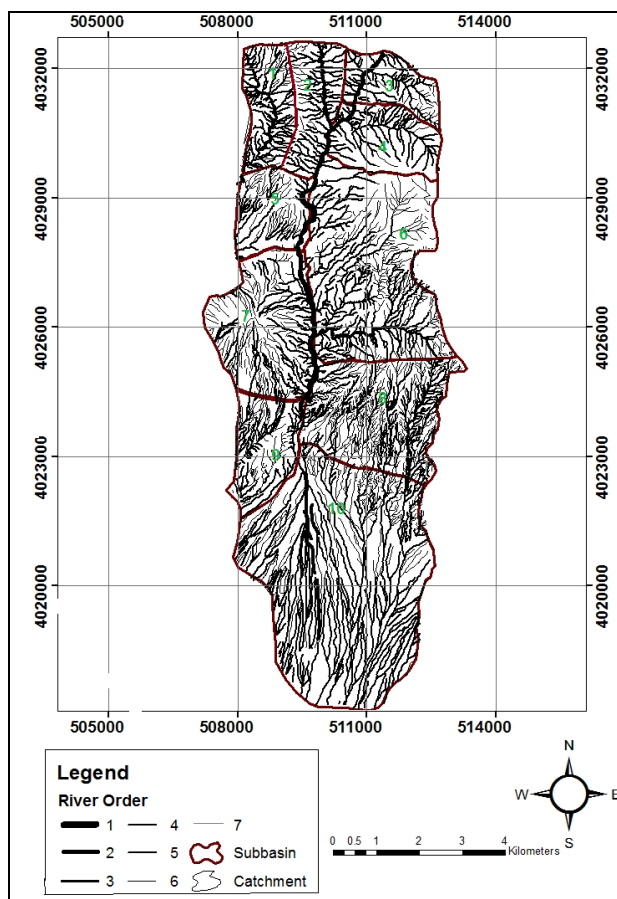 505000 508000 511000 514000
4032000 4032000
1 2 3
4
4029000 5 4029000
6
4026000 7 4026000
8
4023000 9 4023000
10
4020000 4020000
505000 508000 511000 514000
Legend
River Order
1 4 7
2 5 Subbasin
3 6 Catchment
N
W E
S
0 0.5 1 2 3 4
Kilometers